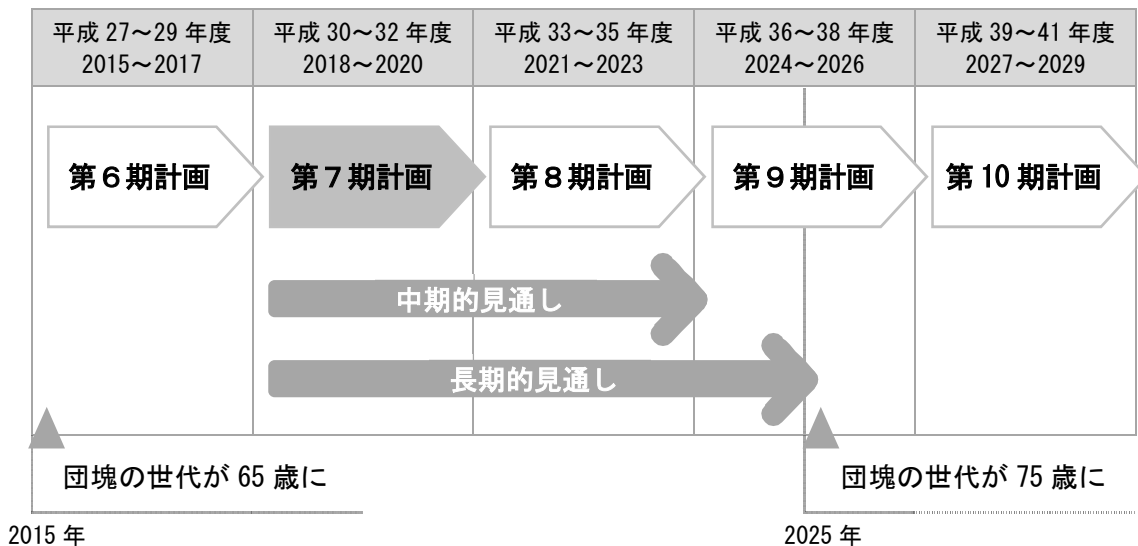 平成 27～29 年度
2015～2017
平成 30～32 年度
2018～2020
平成 33～35 年度
2021～2023
平成 36～38 年度
2024～2026
平成 39～41 年度
2027～2029
第６期計画
第７期計画
第８期計画
第９期計画
第 10 期計画
中期的見通し
長期的見通し
団塊の世代が 65 歳に
団塊の世代が 75 歳に
2015 年
2025 年